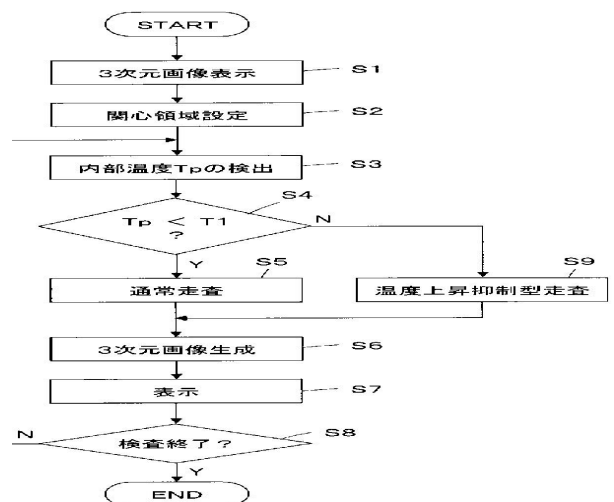 START
3次元画像表示
S1
関心領域設定
S2
内部温度Tpの検出
S3
S4
Tp < T1
?
N
Y
S5
通常走査
S9
温度上昇抑制型走査
3次元画像生成
S6
表示
S7
N
検査終了?
S8
Y
END